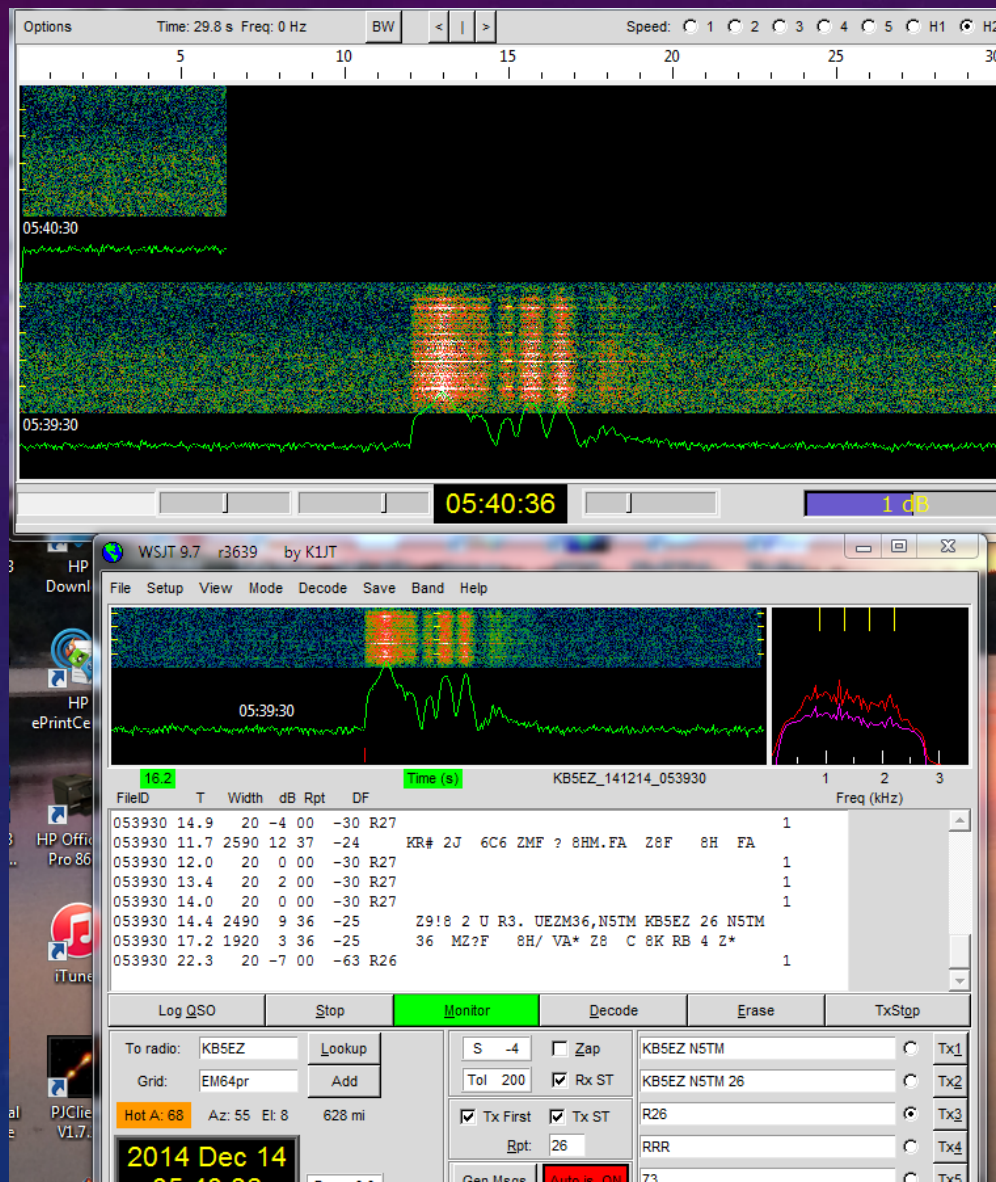 Options Time: 29.8 s Freq: 0 Hz BW < | > Speed: 1 2 3 4 5 H1 H2
5 10 15 20 25 30
05:40:30
05:39:30
05:40:36 1 dB
WSJT 9.7 r3639 by K1JT
HP
Downl
File Setup View Mode Decode Save Band Help
HP
ePrintCe
05:39:30
16.2 Time (s) KB5EZ_141214_053930 1 2 3
FileID T Width dB Rpt DF Freq (kHz)
053930 14.9 20 -4 00 -30 R27 1
053930 11.7 2590 12 37 -24 KR# 2J 6C6 ZMF ? 8HM.FA Z8F 8H FA
053930 12.0 20 0 00 -30 R27 1
053930 13.4 20 2 00 -30 R27 1
053930 14.0 20 0 00 -30 R27 1
053930 14.4 2490 9 36 -25 Z9!8 2 U R3. UEZM36,N5TM KB5EZ 26 N5TM
053930 17.2 1920 3 36 -25 36 MZ?F 8H/ VA* Z8 C 8K RB 4 Z*
053930 22.3 20 -7 00 -63 R26 1
HP Offic
Pro 86
iTune
Log QSO Stop Monitor Decode Erase TxStop
To radio: KB5EZ Lookup S -4 Zap KB5EZ N5TM Tx1
Grid: EM64pr Add Tol 200 Rx ST KB5EZ N5TM 26 Tx2
Hot A: 68 Az: 55 El: 8 628 mi Tx First Tx ST R26 Tx3
PJClie
V1.7.
Rpt: 26 RRR Tx4
2014 Dec 14
Gen Msgs Auto is ON 73 Tx5